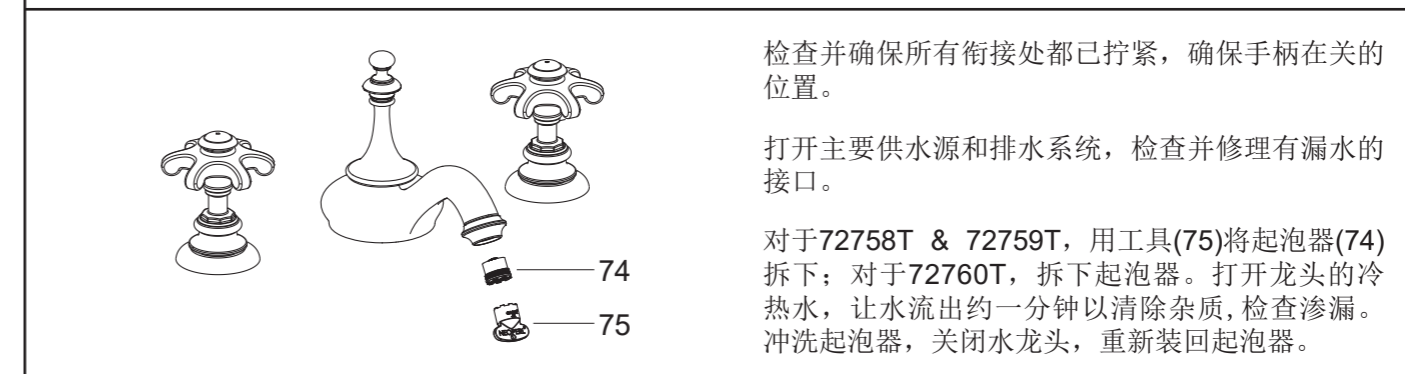 检查并确保所有衔接处都已拧紧，确保手柄在关的
位置。
打开主要供水源和排水系统，检查并修理有漏水的
接口。
对于72758T & 72759T，用工具(75)将起泡器(74)
拆下；对于72760T，拆下起泡器。打开龙头的冷
热水，让水流出约一分钟以清除杂质,检查渗漏。
冲洗起泡器，关闭水龙头，重新装回起泡器。
74
75